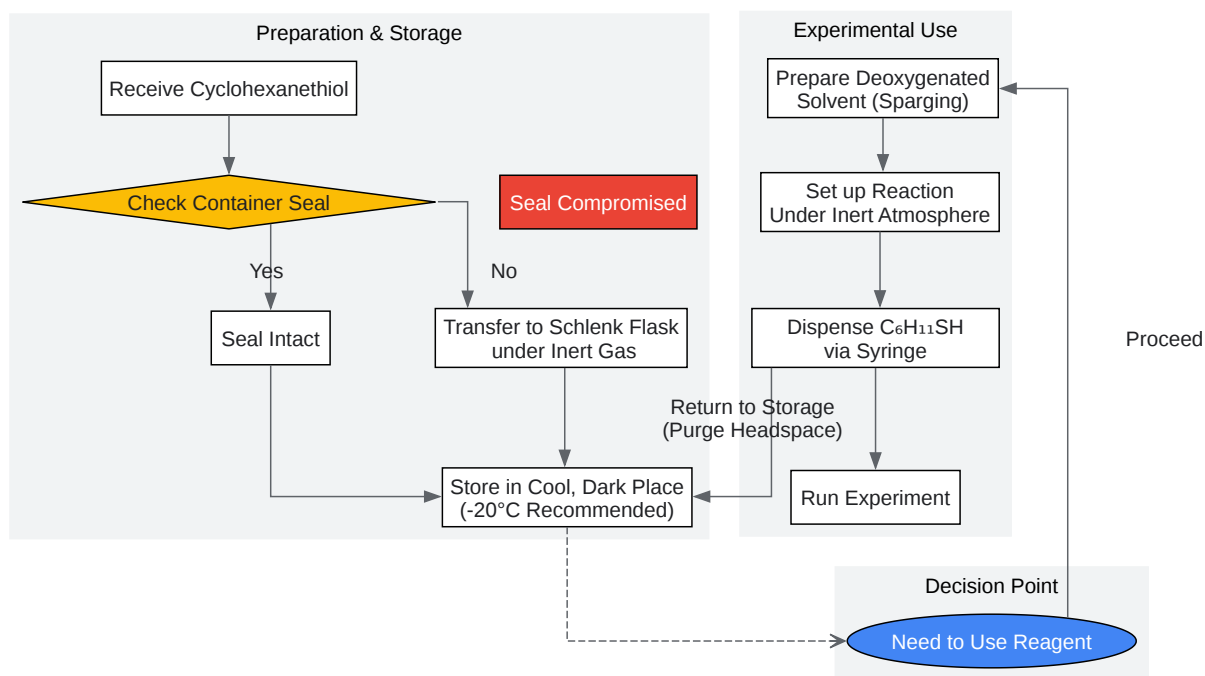 Preparation & Storage
Receive Cyclohexanethiol
Check Container Seal
Seal Compromised
Yes
No
Seal Intact
Transfer to Schlenk Flask
under Inert Gas
Store in Cool, Dark Place
(-20°C Recommended)
Experimental Use
Prepare Deoxygenated
Solvent (Sparging)
Set up Reaction
Under Inert Atmosphere
Dispense C₆H₁₁SH
via Syringe
Return to Storage
(Purge Headspace)
Run Experiment
Proceed
Decision Point
Need to Use Reagent